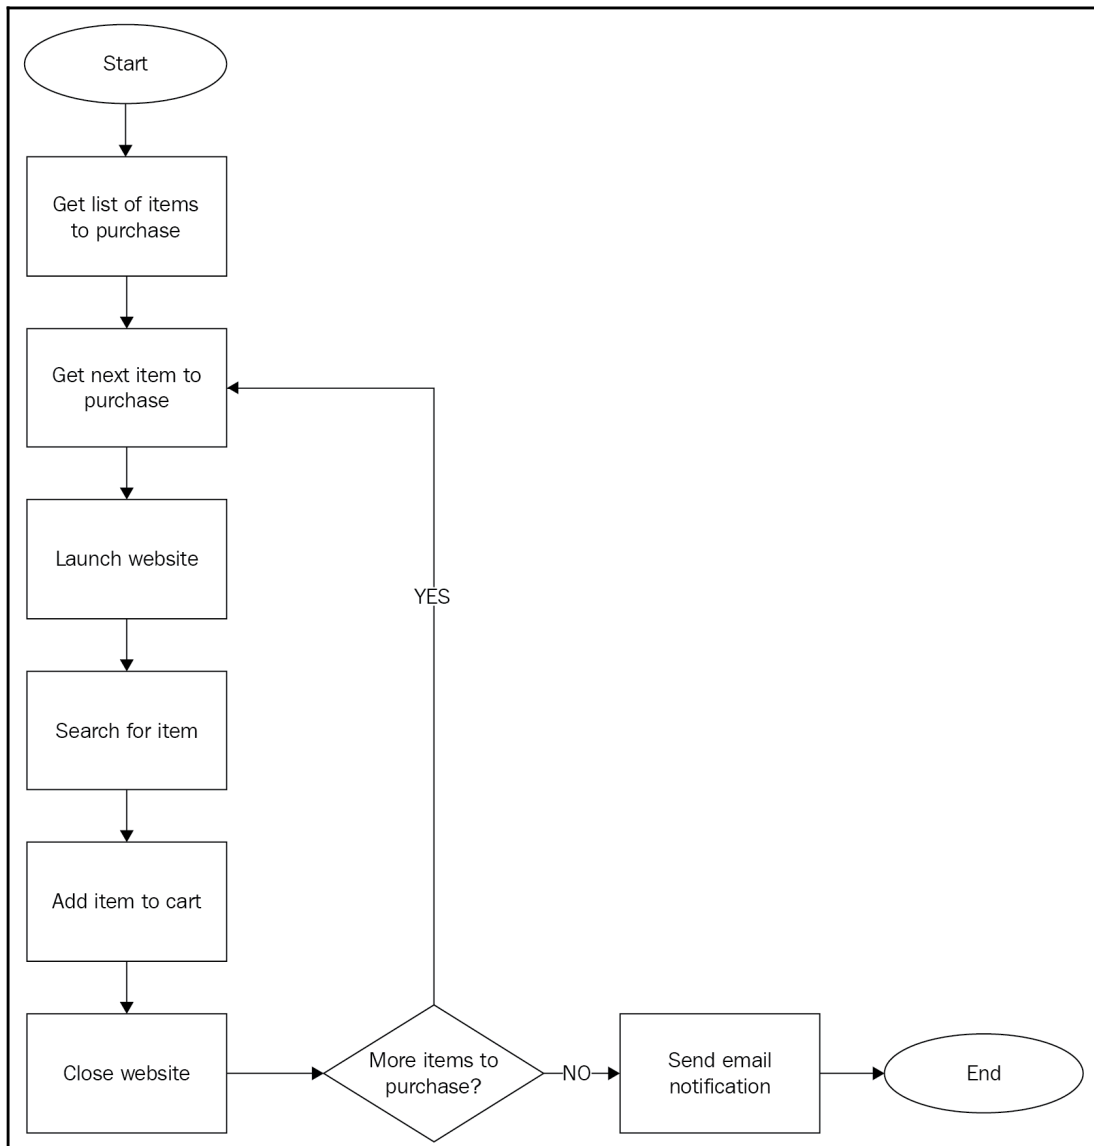 Start
Get list of items
to purchase
Get next item to
purchase
Launch website
YES
Search for item
Add item to cart
Close website
More items to
purchase?
NO
Send email
notification
End